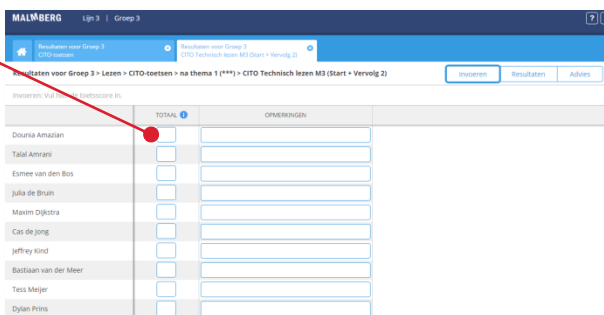 MALMBERG Lijn 3 | Groep 3 ?
Resultaten voor Groep 3
CITO-toetsen
Resultaten voor Groep 3
CITO Technisch lezen M3 (Start + Vervolg 2)
Resultaten voor Groep 3 > Lezen > CITO-toetsen > na thema 1 (***) > CITO Technisch lezen M3 (Start + Vervolg 2)
Invoeren Resultaten Advies
Invoeren: Vul de toetsscore in.
TOTAAL i OPMERKINGEN
Dounia Amazian
Talal Amrani
Esmee van den Bos
Julia de Bruin
Maxim Dijkstra
Cas de Jong
Jeffrey Kind
Bastiaan van der Meer
Tess Meijer
Dylan Prins